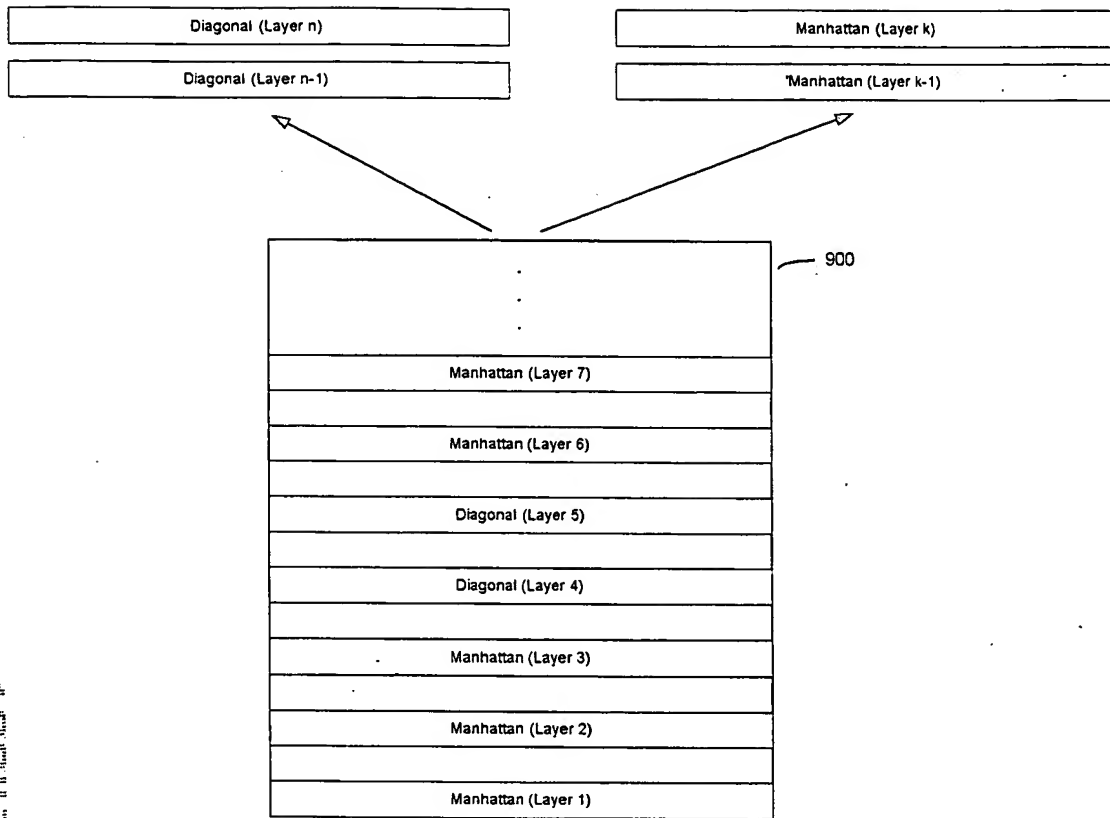 Diagonal (Layer n)
Manhattan (Layer k)
Diagonal (Layer n-1)
Manhattan (Layer k-1)
900
.
.
.
Manhattan (Layer 7)
Manhattan (Layer 6)
Diagonal (Layer 5)
Diagonal (Layer 4)
Manhattan (Layer 3)
Manhattan (Layer 2)
Manhattan (Layer 1)